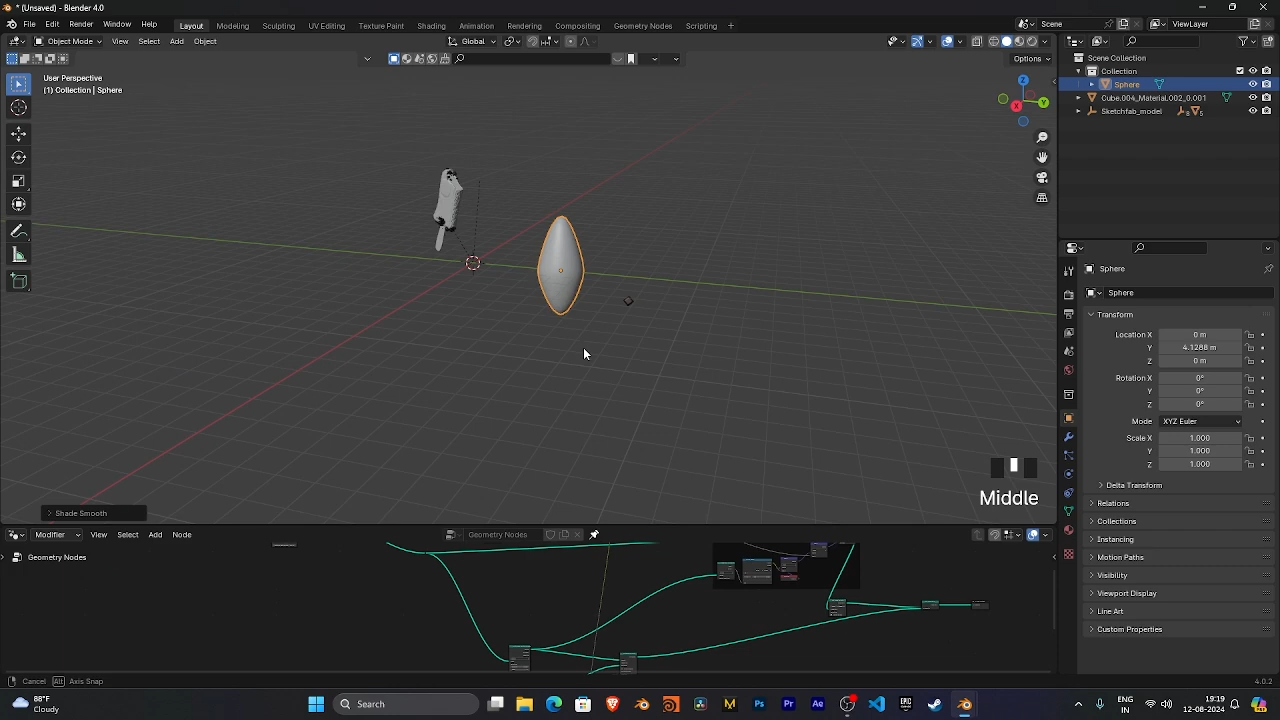 * (Unsaved) - Blender 4.0
File Edit Render Window Help Layout Modeling Sculpting UV Editing Texture Paint Shading Animation Rendering Compositing Geometry Nodes Scripting + Scene ViewLayer
Object Mode View Select Add Object Global
Options
User Perspective
(1) Collection | Sphere
Z
Y
X
Scene Collection
Collection
Sphere
Cube.004_Material.002_0.001
Sketchfab_model 8 5
Sphere
Sphere
Transform
Location X 0 m
Y 4.1288 m
Z 0 m
Rotation X 0°
Y 0°
Z 0°
Mode XYZ Euler
Scale X 1.000
Y 1.000
Z 1.000
Delta Transform
Relations
Collections
Instancing
Motion Paths
Visibility
Viewport Display
Line Art
Custom Properties
Middle
Shade Smooth
Modifier View Select Add Node Geometry Nodes
Geometry Nodes
Cancel Alt Axis Snap 4.0.2
88°F
Cloudy
Search
ENG
IN
19:19
12-08-2024